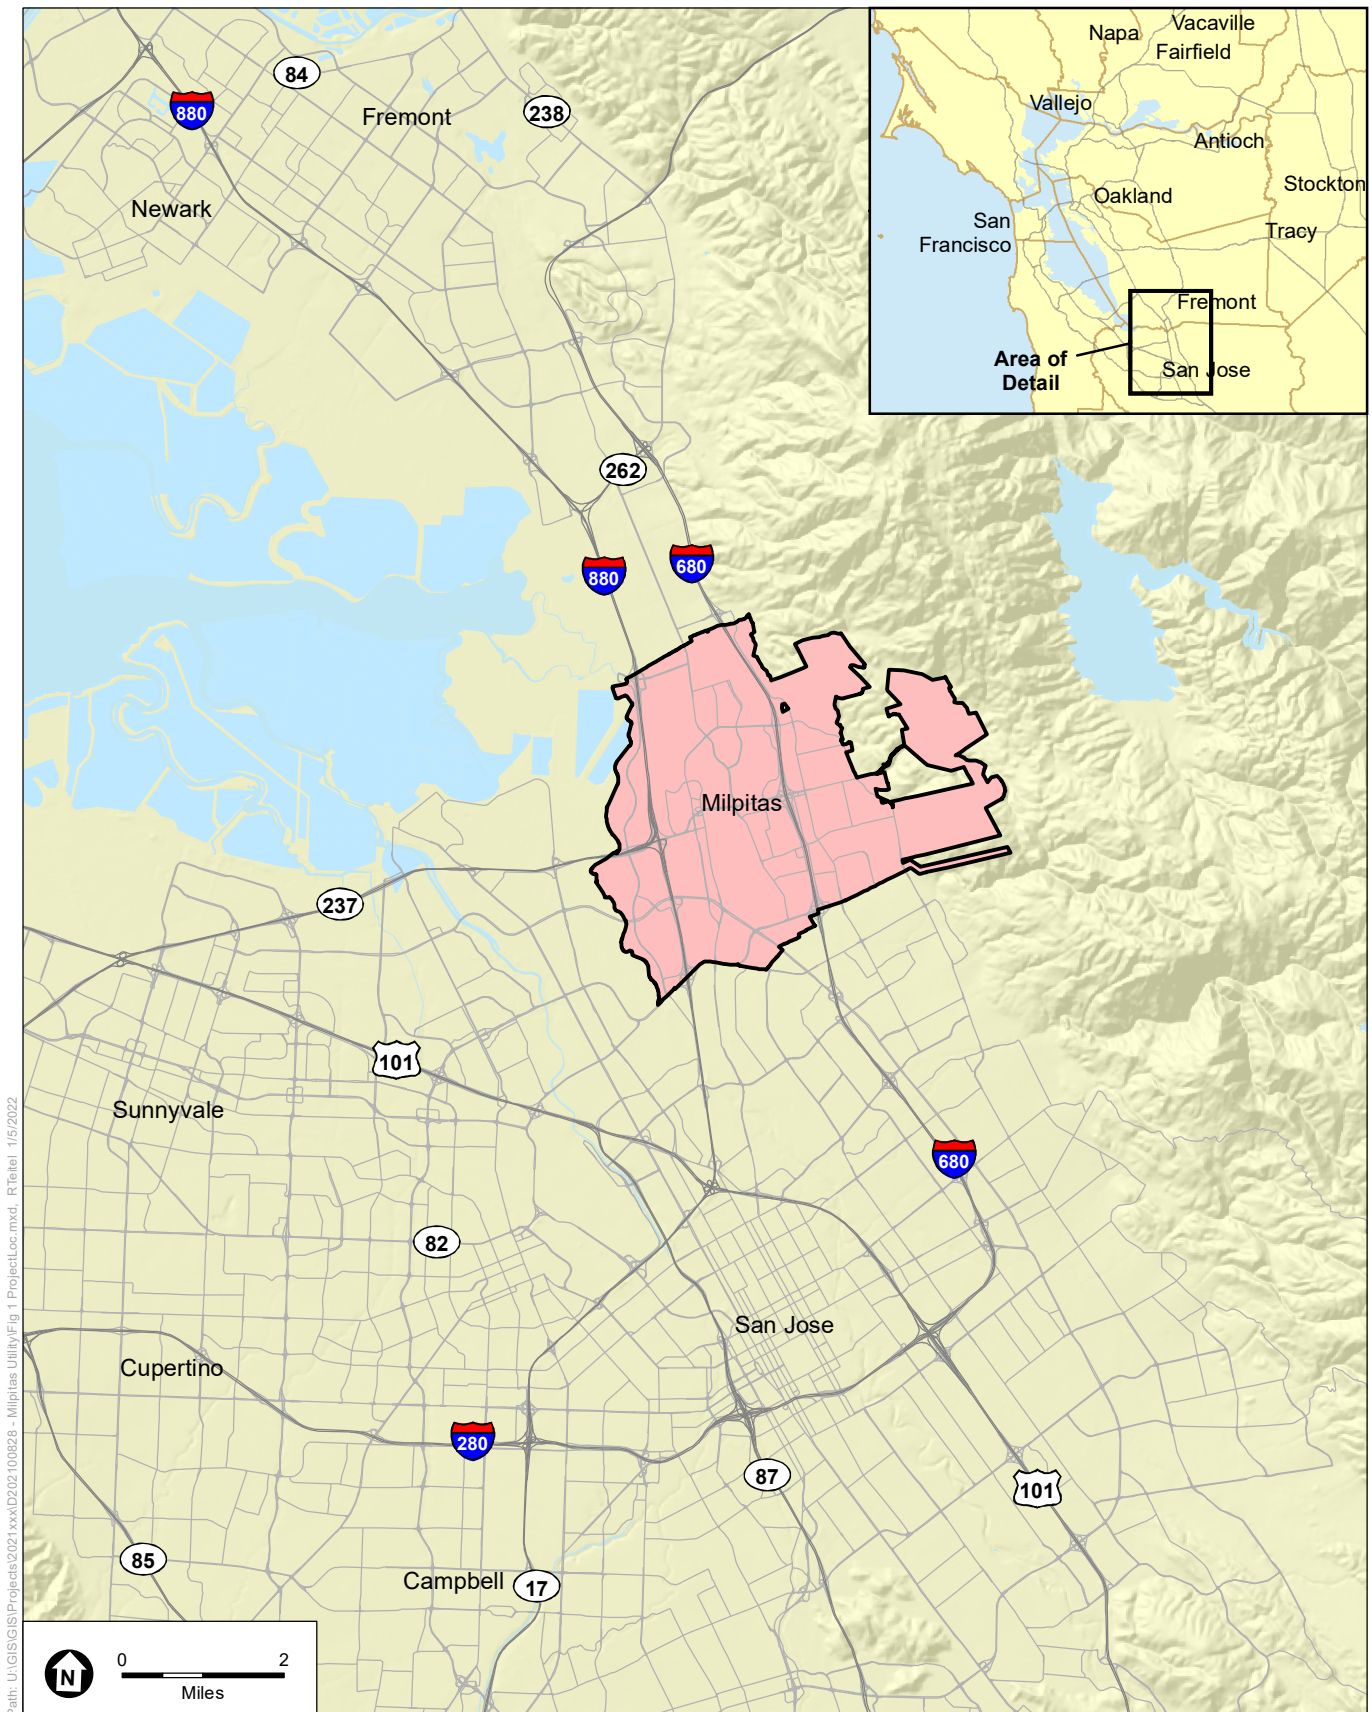 84
880
Fremont
238
Newark
262
880
680
Milpitas
237
101
Sunnyvale
680
82
San Jose
Cupertino
280
87
101
85
Campbell
17
Napa
Vacaville
Fairfield
Vallejo
Antioch
Stockton
Oakland
San
Francisco
Tracy
Fremont
Area of
Detail
San Jose
N
0
2
Miles
Path: U:\GIS\GIS\Projects\2021xxx\D202100828 - Milpitas Utility\Fig 1 ProjectLoc.mxd, RTeitel 1/5/2022